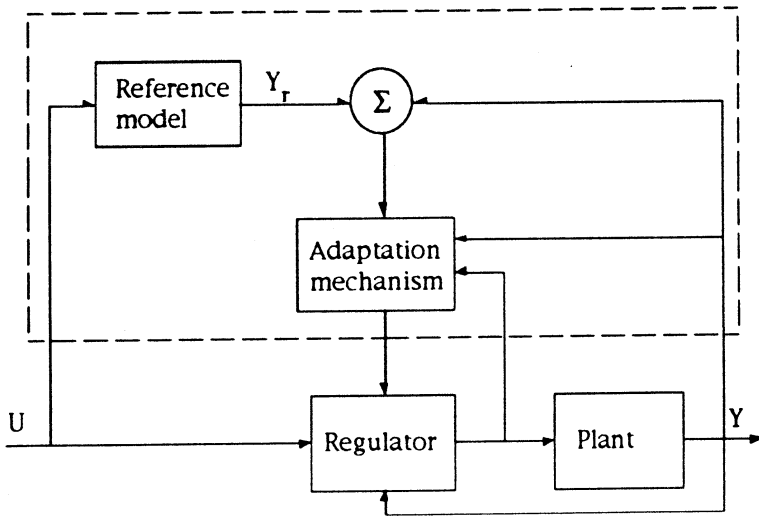 Reference
model
Y_r
Σ
Adaptation
mechanism
U
Regulator
Plant
Y